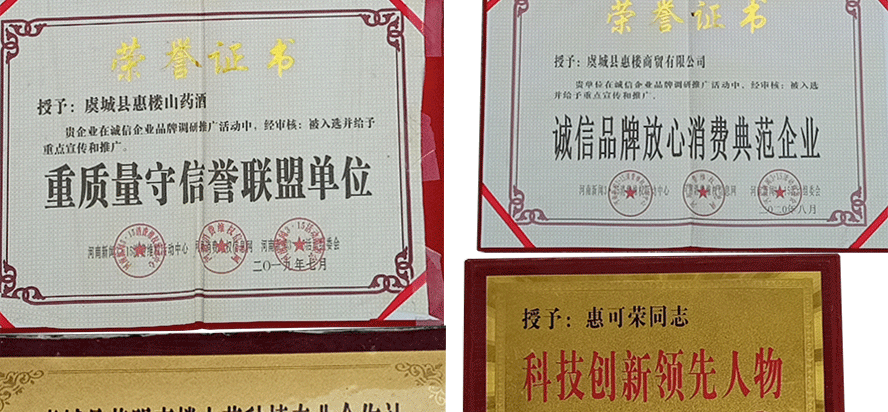 荣誉证书
授予：虞城县惠楼山药酒
贵企业在诚信企业品牌调研推广活动中，经审核：被入选并给予
重点宣传和推广。
重质量守信誉联盟单位
二〇一九年七月
荣誉证书
授予：虞城县惠楼商贸有限公司
贵单位在诚信企业品牌调研推广活动中，经审核：被入选
并给予重点宣传和推广。
诚信品牌放心消费典范企业
二〇二〇年八月
授予：惠可荣同志
科技创新领先人物